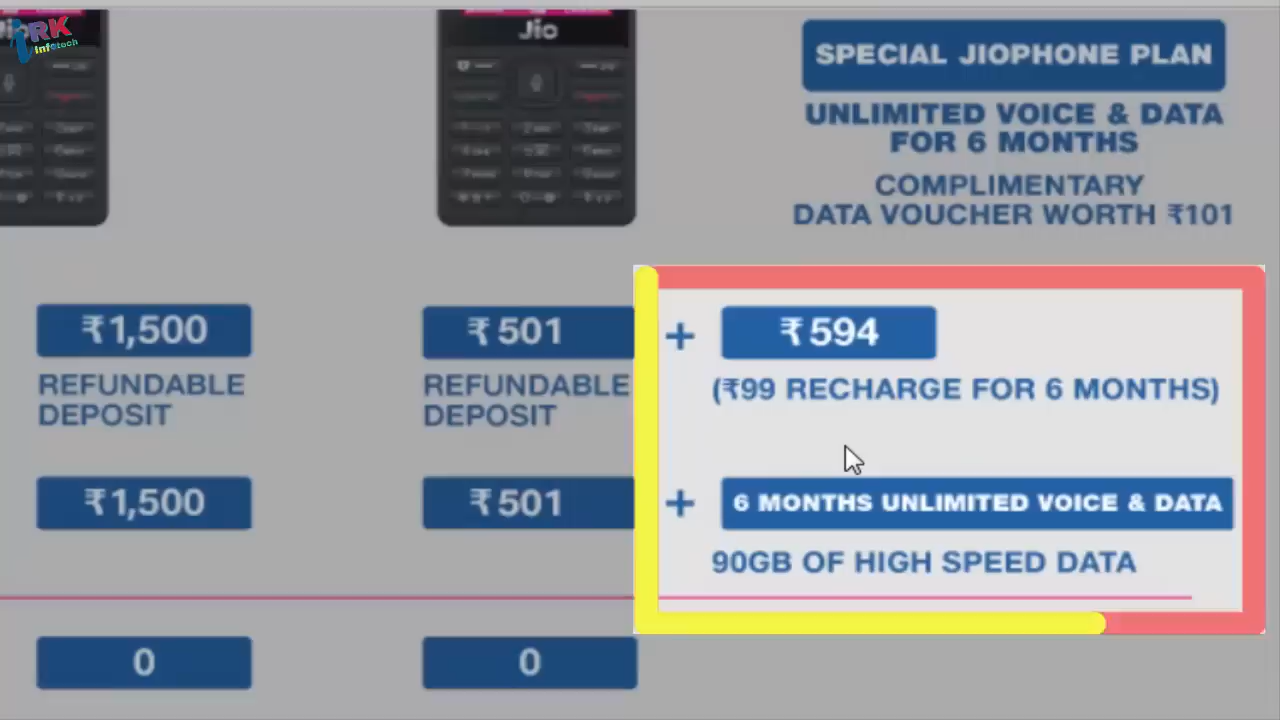 iRK
Infotech
Jio
Jio
SPECIAL JIOPHONE PLAN
UNLIMITED VOICE & DATA
FOR 6 MONTHS
COMPLIMENTARY
DATA VOUCHER WORTH ₹101
₹1,500
₹501
+
₹594
REFUNDABLE
DEPOSIT
REFUNDABLE
DEPOSIT
(₹99 RECHARGE FOR 6 MONTHS)
₹1,500
₹501
+
6 MONTHS UNLIMITED VOICE & DATA
90GB OF HIGH SPEED DATA
0
0